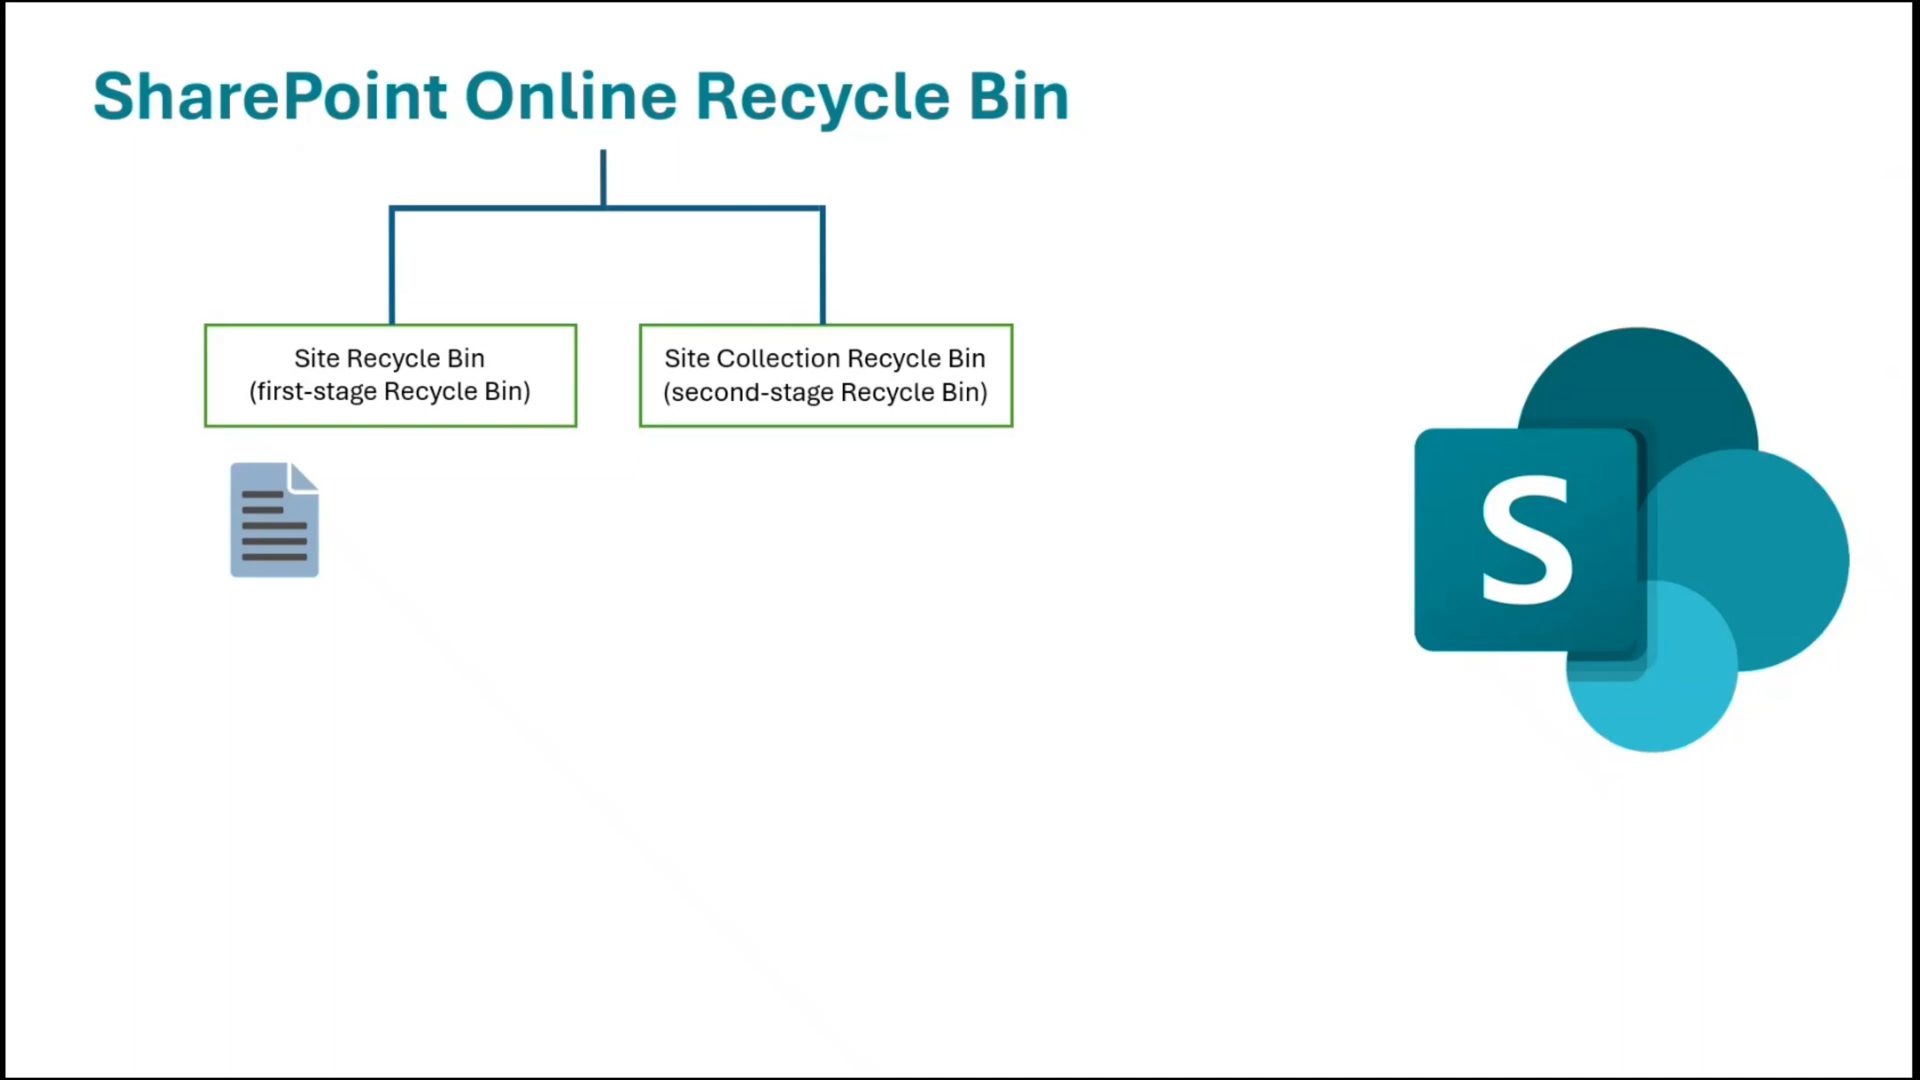 SharePoint Online Recycle Bin
Site Recycle Bin
(first-stage Recycle Bin)
Site Collection Recycle Bin
(second-stage Recycle Bin)
S